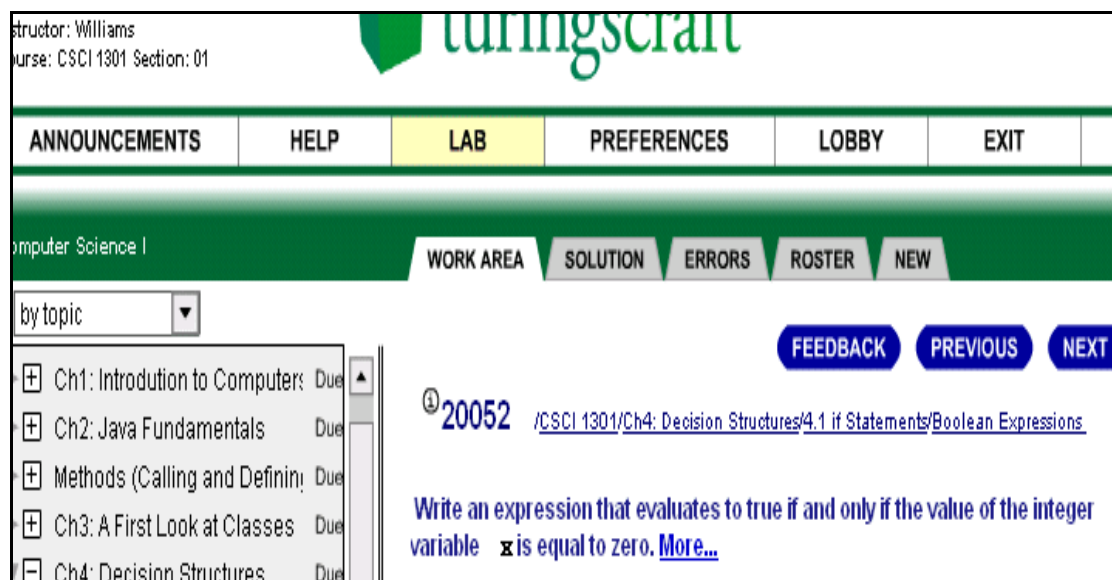 structor: Williams
ourse: CSCI 1301 Section: 01
turingscraft
ANNOUNCEMENTS HELP LAB PREFERENCES LOBBY EXIT
omputer Science I
WORK AREA SOLUTION ERRORS ROSTER NEW
by topic
FEEDBACK PREVIOUS NEXT
Ch1: Introdution to Computers Due
Ch2: Java Fundamentals Due
Methods (Calling and Defining Due
Ch3: A First Look at Classes Due
Ch4: Decision Structures Due
20052 /CSCI 1301/Ch4: Decision Structures/4.1 if Statements/Boolean Expressions
Write an expression that evaluates to true if and only if the value of the integer
variable x is equal to zero. More...